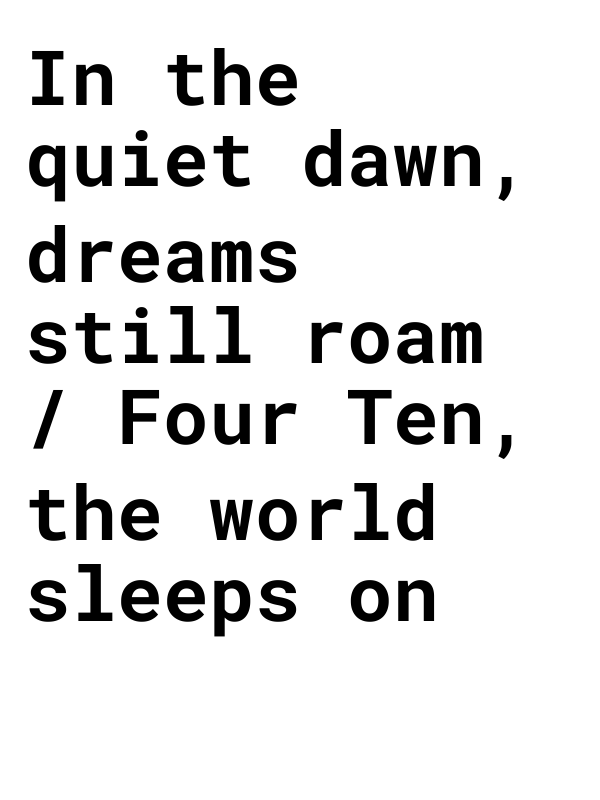 In the
quiet dawn,
dreams
still roam
/ Four Ten,
the world
sleeps on